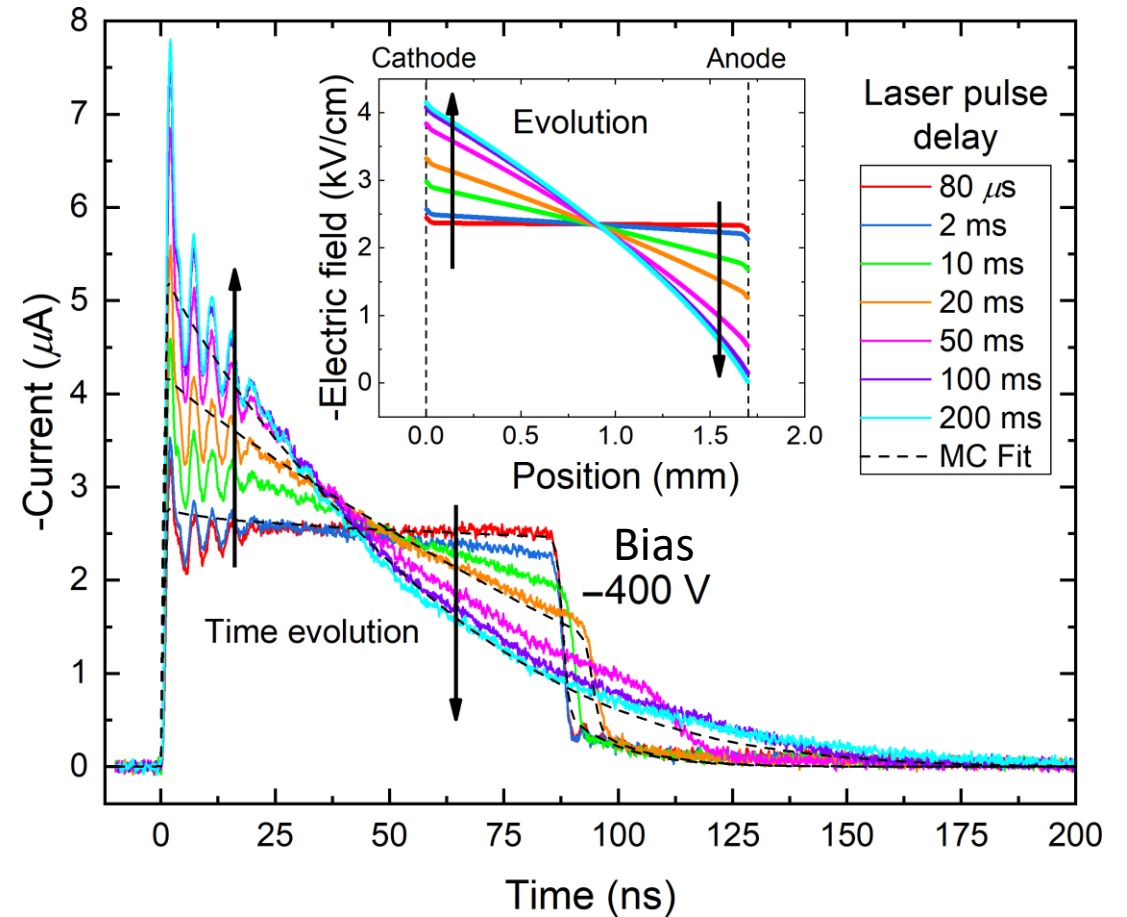 8
7
6
5
4
3
2
1
0
-Current (μA)
0 25 50 75 100 125 150 175 200
Time (ns)
Cathode
Anode
Evolution
-Electric field (kV/cm)
4
3
2
1
0
0.0 0.5 1.0 1.5 2.0
Position (mm)
Laser pulse
delay
80 μs
2 ms
10 ms
20 ms
50 ms
100 ms
200 ms
MC Fit
Bias
−400 V
Time evolution